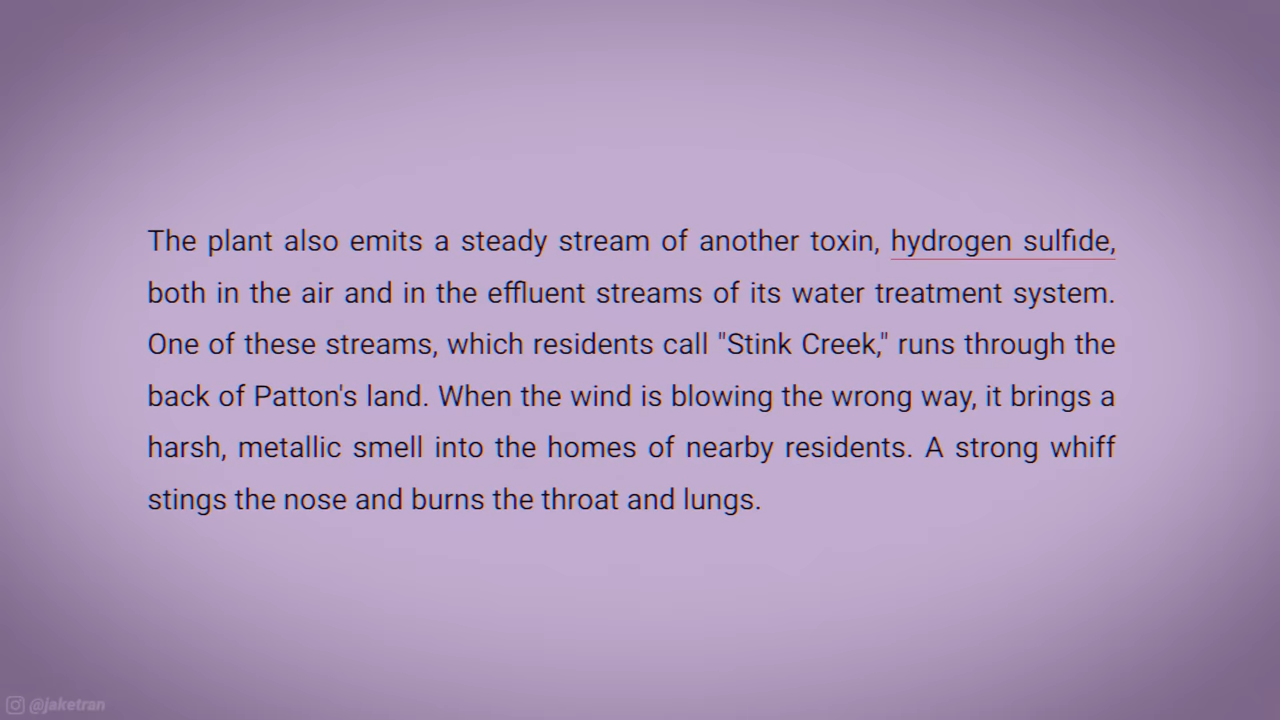 The plant also emits a steady stream of another toxin, hydrogen sulfide,
both in the air and in the effluent streams of its water treatment system.
One of these streams, which residents call "Stink Creek," runs through the
back of Patton's land. When the wind is blowing the wrong way, it brings a
harsh, metallic smell into the homes of nearby residents. A strong whiff
stings the nose and burns the throat and lungs.
@jaketran